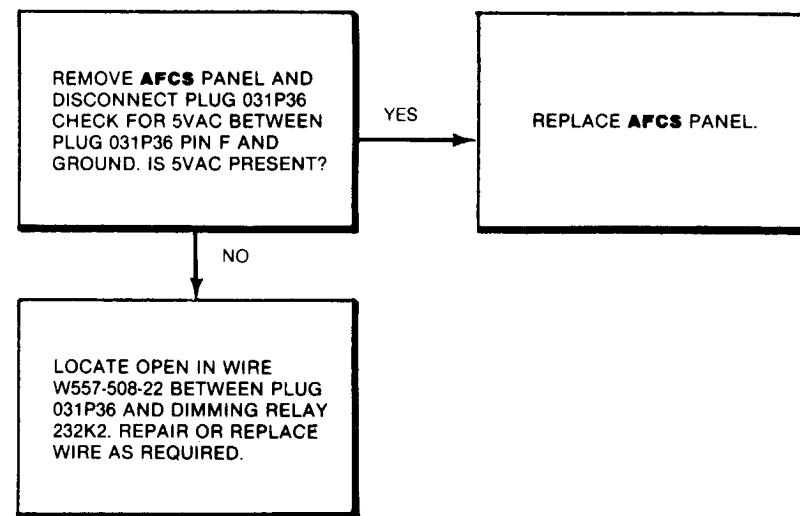 REMOVE AFCS PANEL AND
DISCONNECT PLUG 031P36
CHECK FOR 5VAC BETWEEN
PLUG 031P36 PIN F AND
GROUND. IS 5VAC PRESENT?
YES
REPLACE AFCS PANEL.
NO
LOCATE OPEN IN WIRE
W557-508-22 BETWEEN PLUG
031P36 AND DIMMING RELAY
232K2. REPAIR OR REPLACE
WIRE AS REQUIRED.